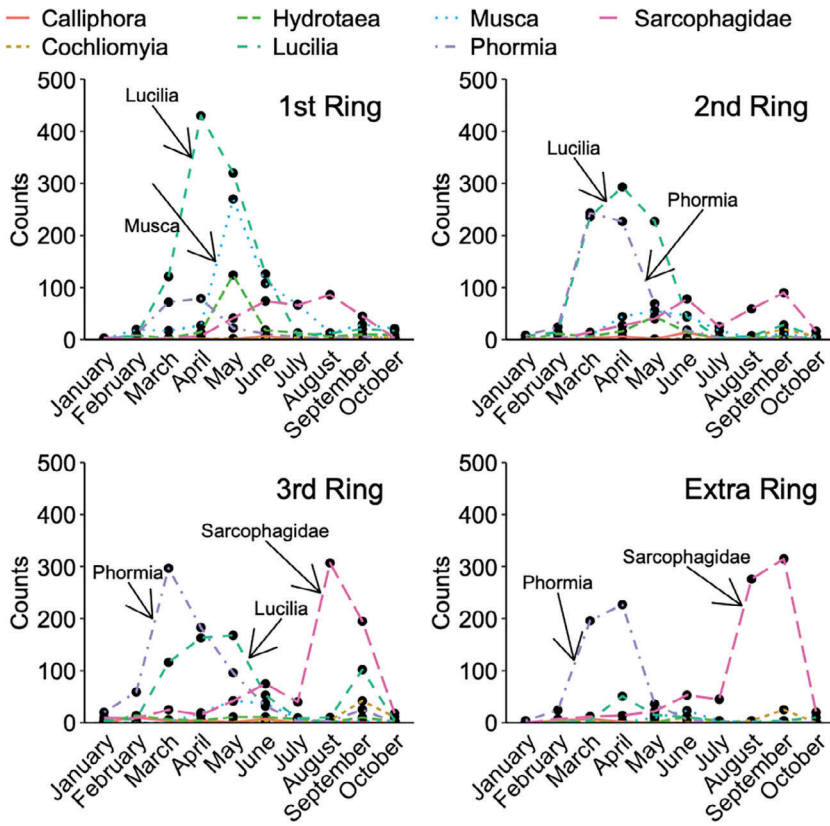 Calliphora Hydrotaea Musca Sarcophagidae
Cochliomyia Lucilia Phormia
500
400
300
200
100
0
Counts
1st Ring
Lucilia
Musca
January
February
March
April
May
June
July
August
September
October
500
400
300
200
100
0
Counts
2nd Ring
Lucilia
Phormia
January
February
March
April
May
June
July
August
September
October
500
400
300
200
100
0
Counts
3rd Ring
Sarcophagidae
Phormia
Lucilia
January
February
March
April
May
June
July
August
September
October
500
400
300
200
100
0
Counts
Extra Ring
Sarcophagidae
Phormia
January
February
March
April
May
June
July
August
September
October